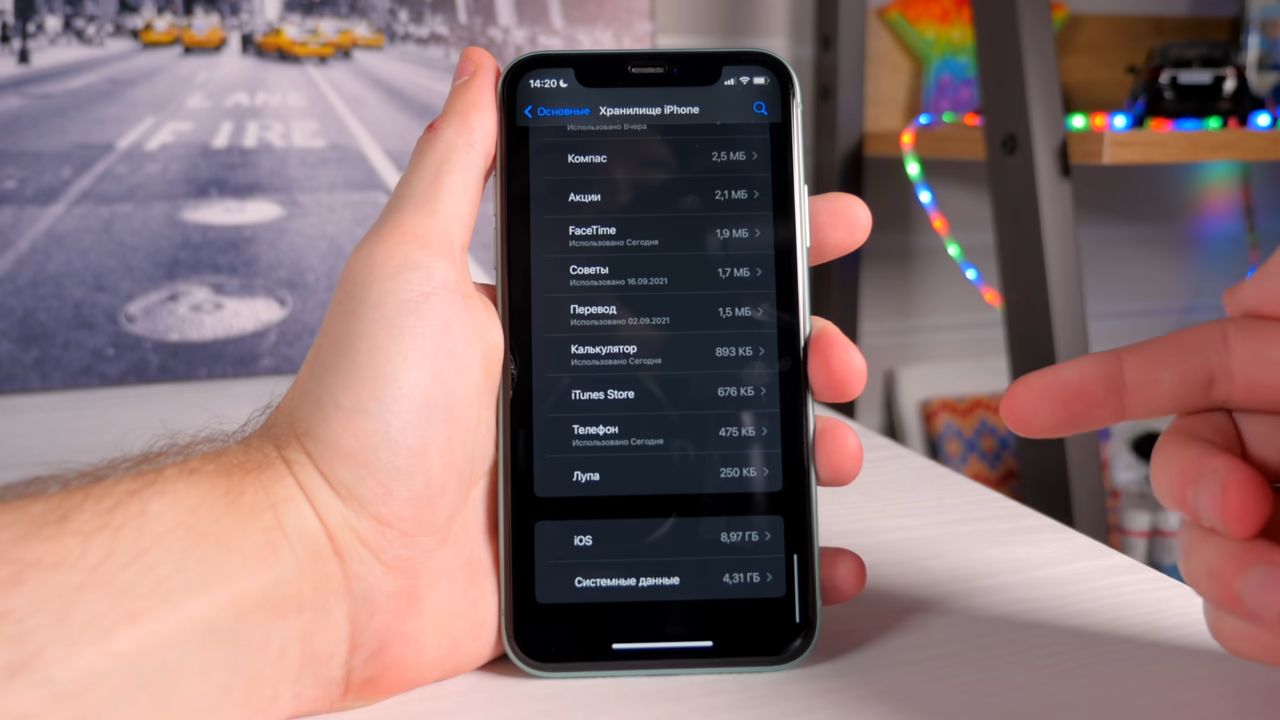 LANE
FIRE
14:20
Основные Хранилище iPhone
Использовано Вчера
Компас 2,5 МБ
Акции 2,1 МБ
FaceTime 1,9 МБ
Использовано Сегодня
Советы 1,7 МБ
Использовано 16.09.2021
Перевод 1,5 МБ
Использовано 02.09.2021
Калькулятор 893 КБ
Использовано Сегодня
iTunes Store 676 КБ
Телефон 475 КБ
Использовано Сегодня
Лупа 250 КБ
iOS 8,97 ГБ
Системные данные 4,31 ГБ